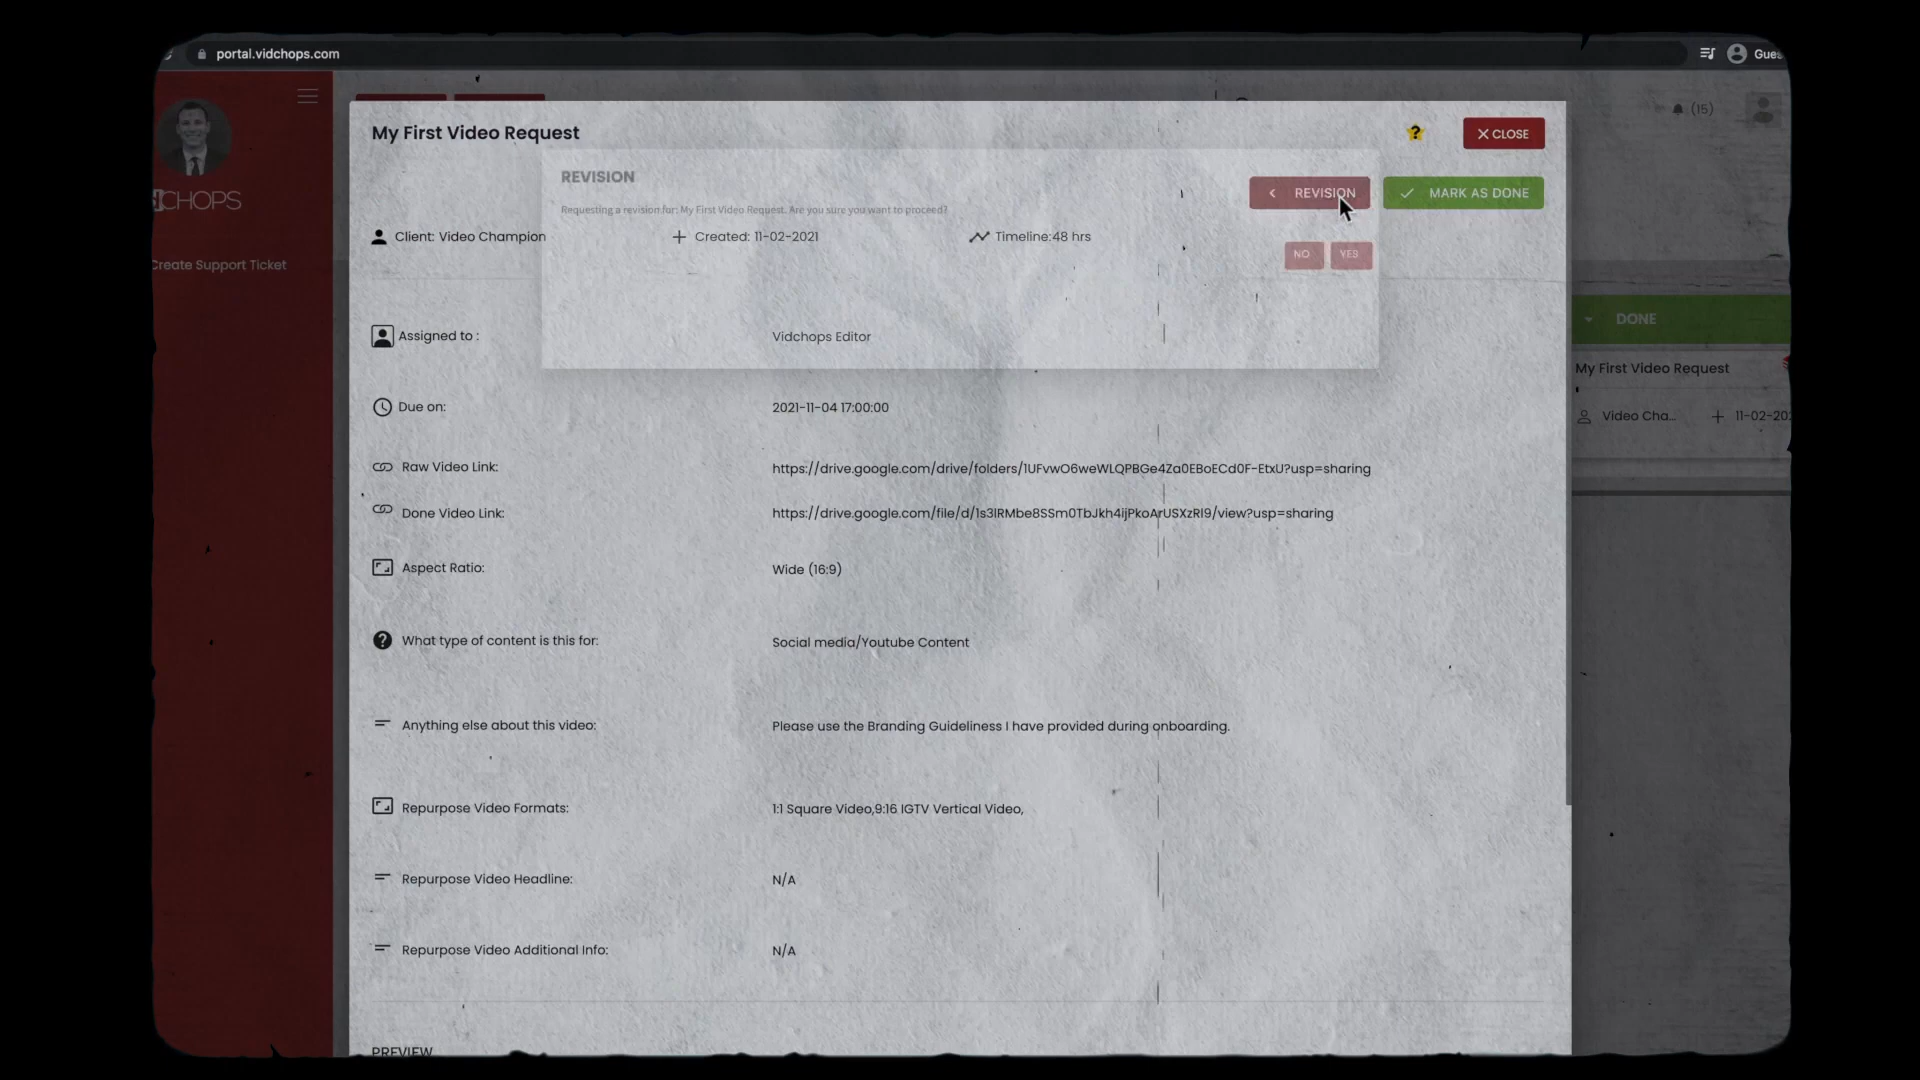 portal.vidchops.com
Gues
(15)
My First Video Request
CLOSE
REVISION
REVISION
MARK AS DONE
CHOPS
Requesting a revision for: My First Video Request. Are you sure you want to proceed?
Client: Video Champion
Created: 11-02-2021
Timeline:48 hrs
NO
YES
Create Support Ticket
DONE
Assigned to :
Vidchops Editor
My First Video Request
Due on:
2021-11-04 17:00:00
Video Cha...
11-02-202
Raw Video Link:
https://drive.google.com/drive/folders/1UFvwO6weWLQPBGe4Za0EBoECd0F-EtxU?usp=sharing
Done Video Link:
https://drive.google.com/file/d/1s3lRMbe8SSm0TbJkh4ijPkoArUSXzRI9/view?usp=sharing
Aspect Ratio:
Wide (16:9)
What type of content is this for:
Social media/Youtube Content
Anything else about this video:
Please use the Branding Guideliness I have provided during onboarding.
Repurpose Video Formats:
1:1 Square Video,9:16 IGTV Vertical Video,
Repurpose Video Headline:
N/A
Repurpose Video Additional Info:
N/A
PREVIEW